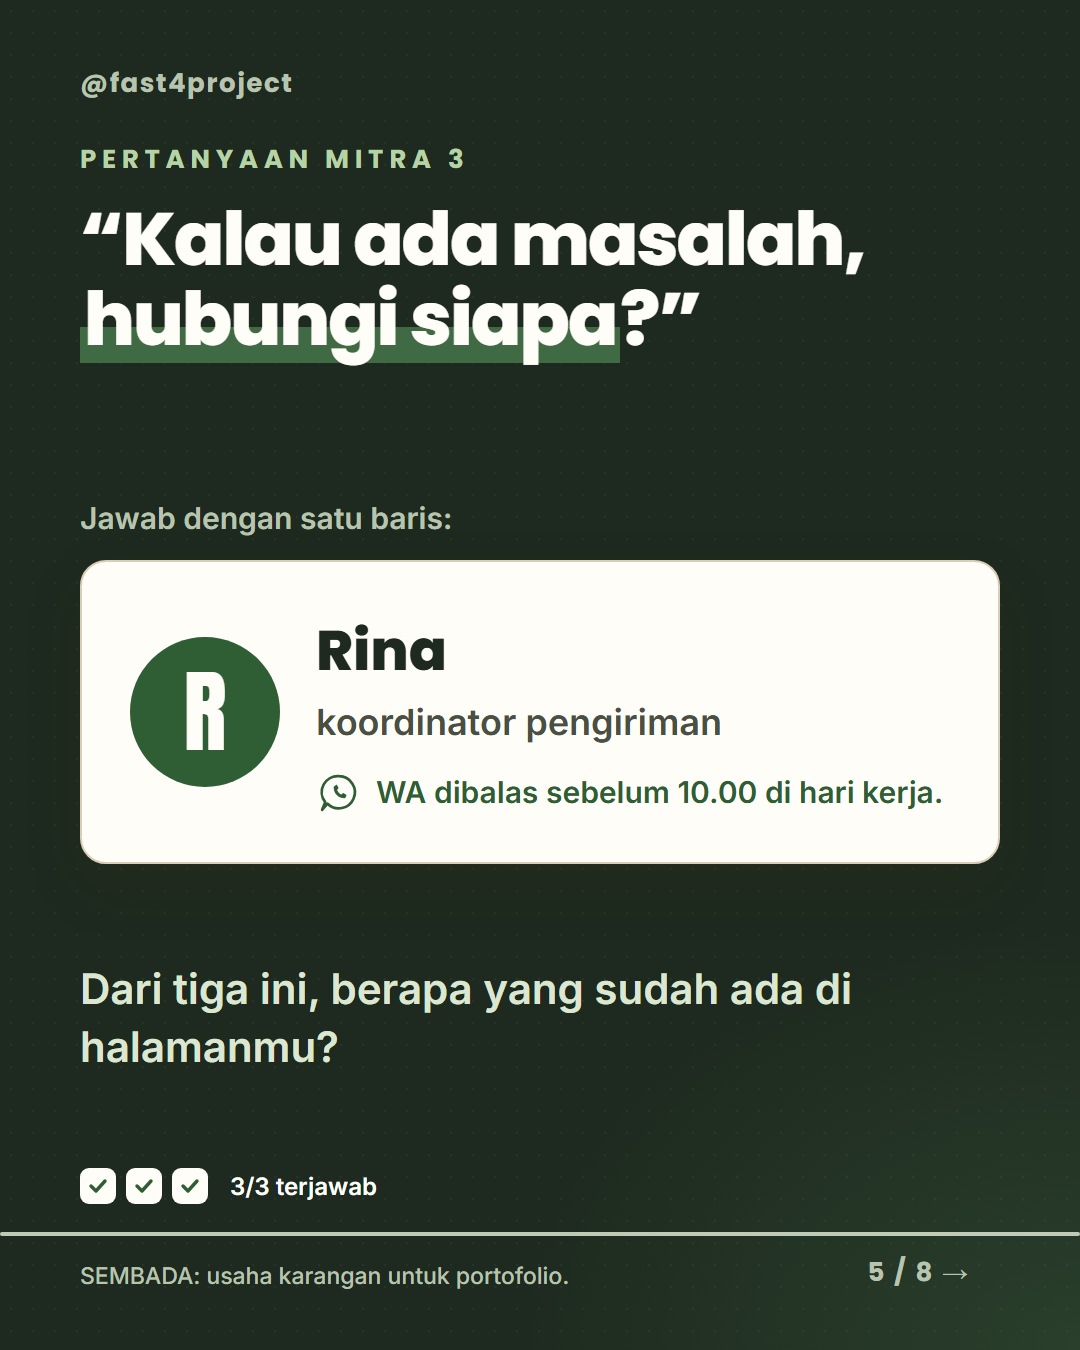 @fast4project
PERTANYAAN MITRA 3
“Kalau ada masalah,
hubungi siapa?”
Jawab dengan satu baris:
R
Rina
koordinator pengiriman
WA dibalas sebelum 10.00 di hari kerja.
Dari tiga ini, berapa yang sudah ada di
halamanmu?
3/3 terjawab
SEMBADA: usaha karangan untuk portofolio.
5 / 8 →